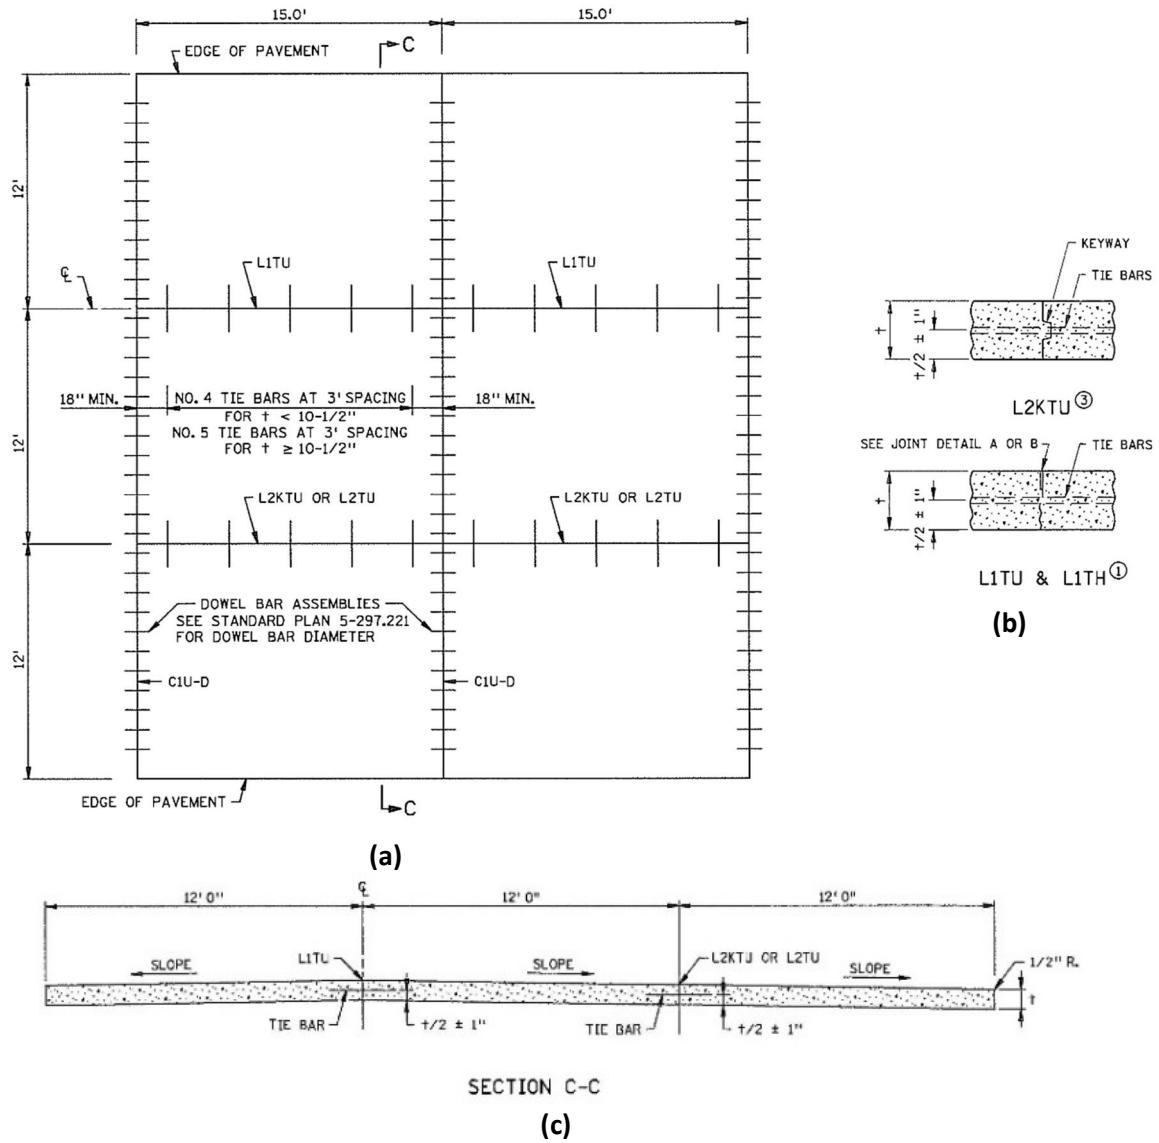 15.0'
15.0'
C
EDGE OF PAVEMENT
12'
L1TU
L1TU
℄
18" MIN.
NO. 4 TIE BARS AT 3' SPACING
FOR t < 10-1/2"
NO. 5 TIE BARS AT 3' SPACING
FOR t ≥ 10-1/2"
18" MIN.
12'
L2KTU OR L2TU
L2KTU OR L2TU
DOWEL BAR ASSEMBLIES
SEE STANDARD PLAN 5-297.221
FOR DOWEL BAR DIAMETER
12'
C1U-D
C1U-D
EDGE OF PAVEMENT
C
(a)
KEYWAY
TIE BARS
t
t/2 ± 1"
L2KTU ③
SEE JOINT DETAIL A OR B
TIE BARS
t
t/2 ± 1"
L1TU & L1TH ①
(b)
12' 0"
℄
12' 0"
12' 0"
SLOPE
L1TU
SLOPE
L2KTU OR L2TU
SLOPE
1/2" R.
t
TIE BAR
t/2 ± 1"
TIE BAR
t/2 ± 1"
SECTION C-C
(c)